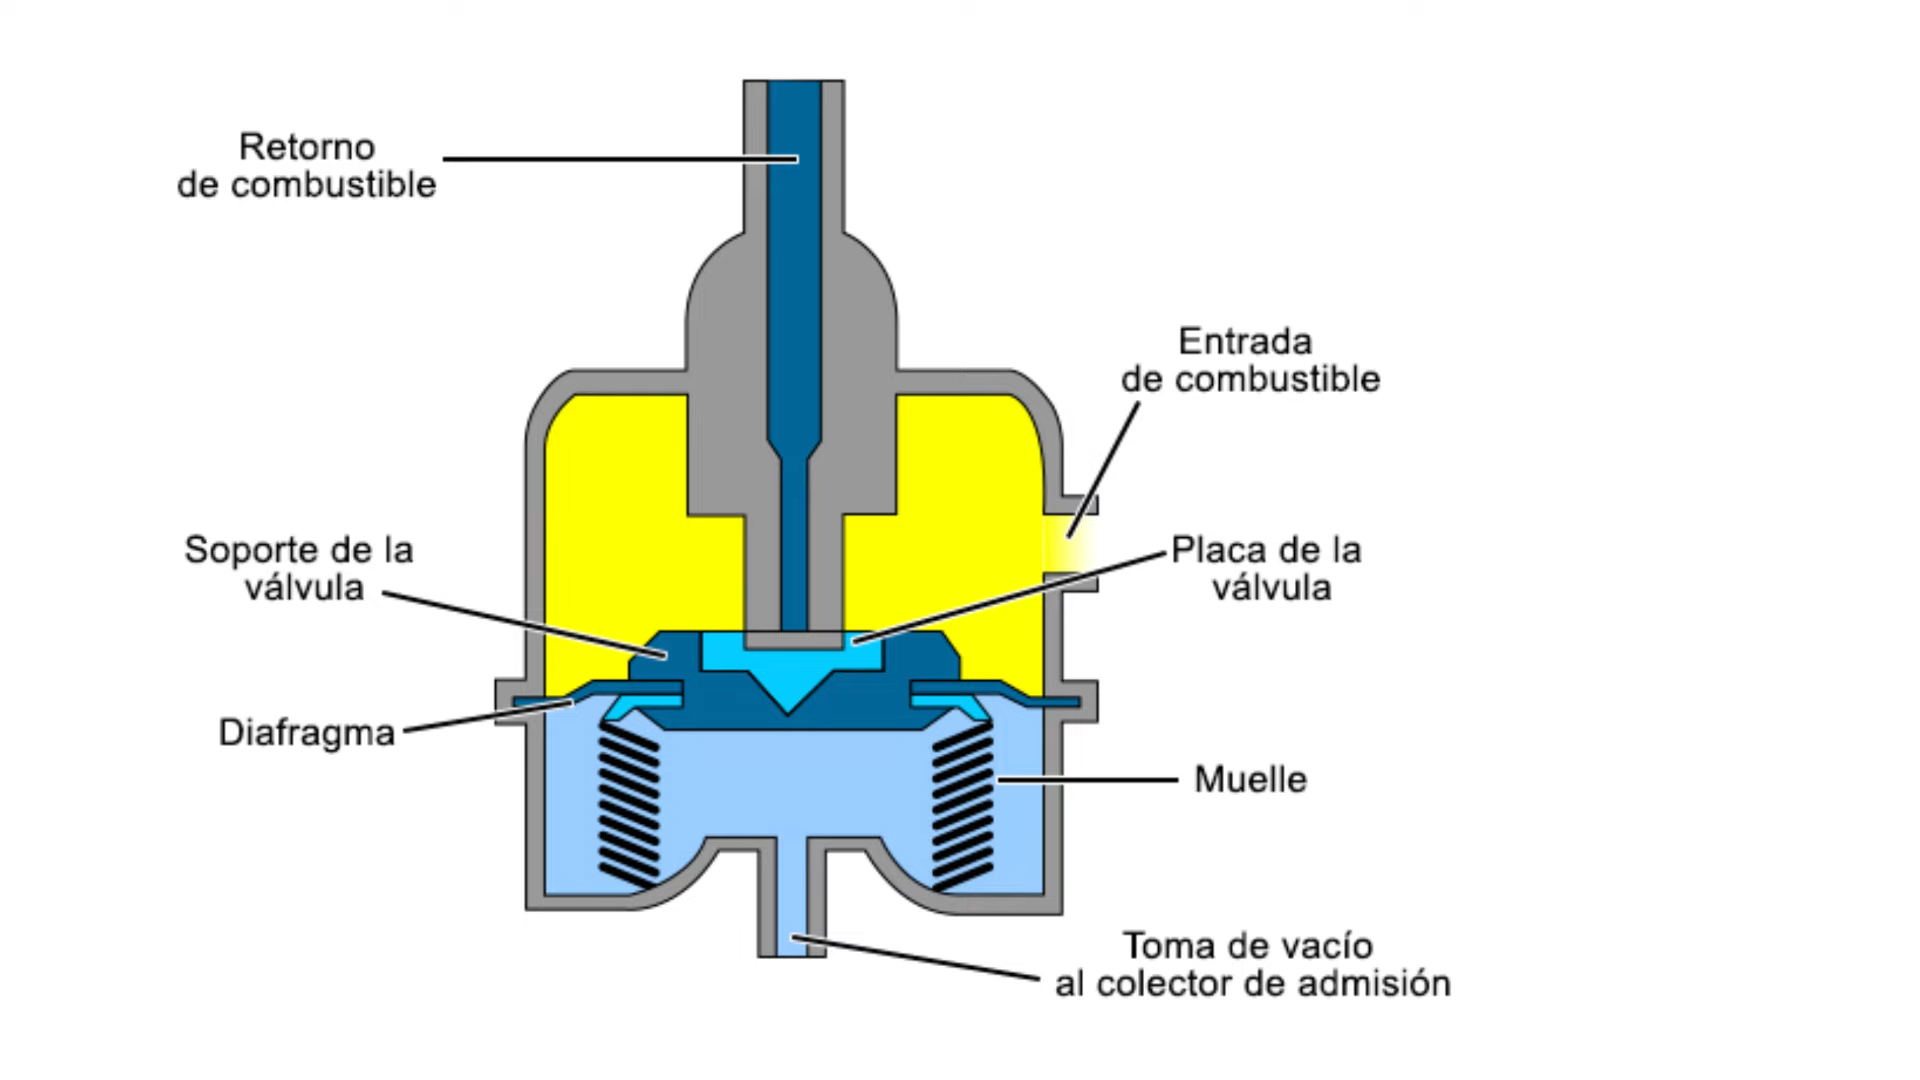 Retorno
de combustible
Entrada
de combustible
Soporte de la
válvula
Placa de la
válvula
Diafragma
Muelle
Toma de vacío
al colector de admisión